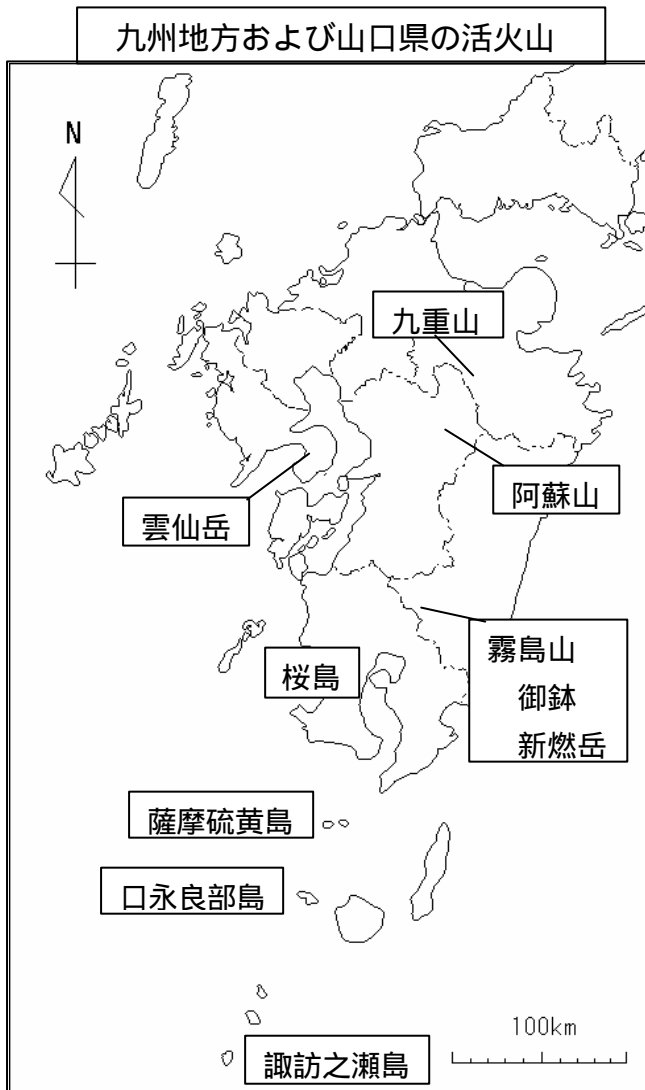 九州地方および山口県の活火山
N
九重山
阿蘇山
雲仙岳
霧島山
御鉢
新燃岳
桜島
薩摩硫黄島
口永良部島
諏訪之瀬島
100km